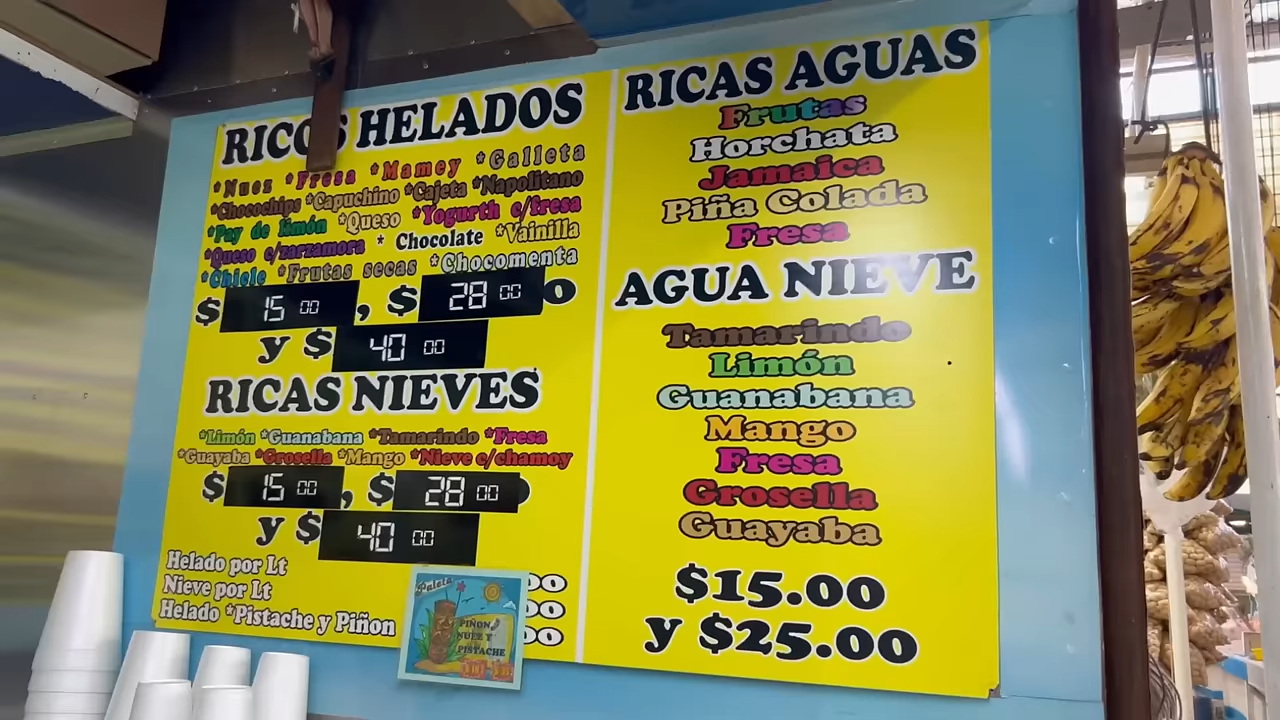 RICOS HELADOS
*Nuez *Fresa *Mamey *Galleta
*Chocochips *Capuchino *Cajeta *Napolitano
*Pay de limón *Queso *Yogurth c/fresa
*Queso c/zarzamora * Chocolate *Vainilla
*Chicle *Frutas secas *Chocomenta
$ 15 00, $ 28 00
y $ 40 00
RICAS NIEVES
*Limón *Guanabana *Tamarindo *Fresa
*Guayaba *Grosella *Mango *Nieve c/chamoy
$ 15 00, $ 28 00
y $ 40 00
Helado por Lt
Nieve por Lt
Helado *Pistache y Piñon
PIÑON,
NUEZ Y
PISTACHE
RICAS AGUAS
Frutas
Horchata
Jamaica
Piña Colada
Fresa
AGUA NIEVE
Tamarindo
Limón
Guanabana
Mango
Fresa
Grosella
Guayaba
$15.00
y $25.00